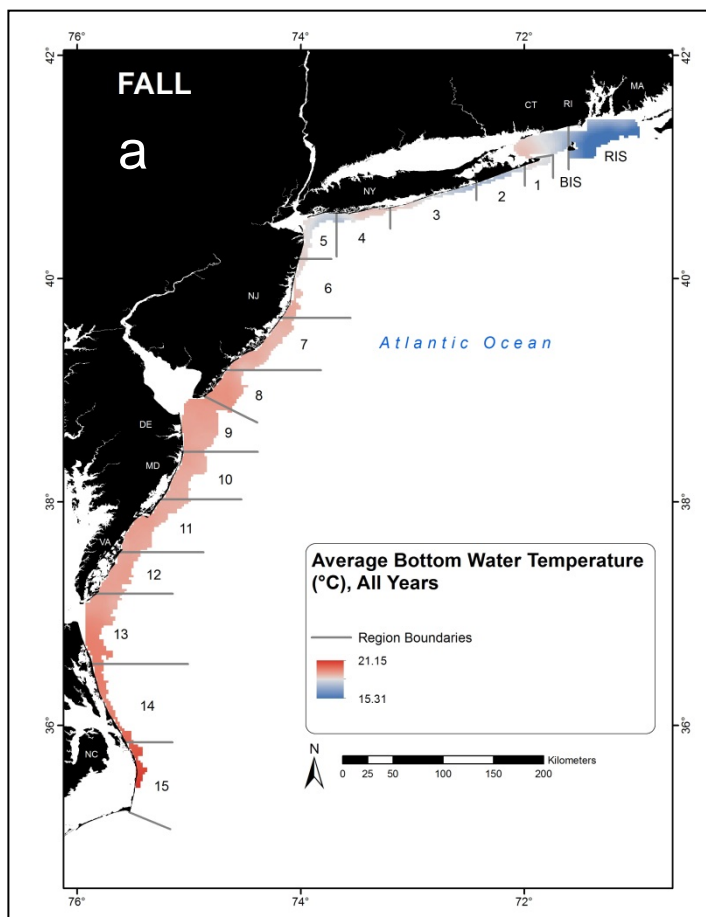 76°
74°
72°
42°
42°
FALL
a
MA
CT
RI
RIS
BIS
NY
1
2
3
4
5
40°
40°
6
NJ
7
Atlantic Ocean
8
DE
9
MD
10
38°
38°
11
VA
12
Average Bottom Water Temperature
(°C), All Years
13
Region Boundaries
21.15
15.31
14
36°
36°
NC
15
N
Kilometers
0 25 50 100 150 200
76°
74°
72°